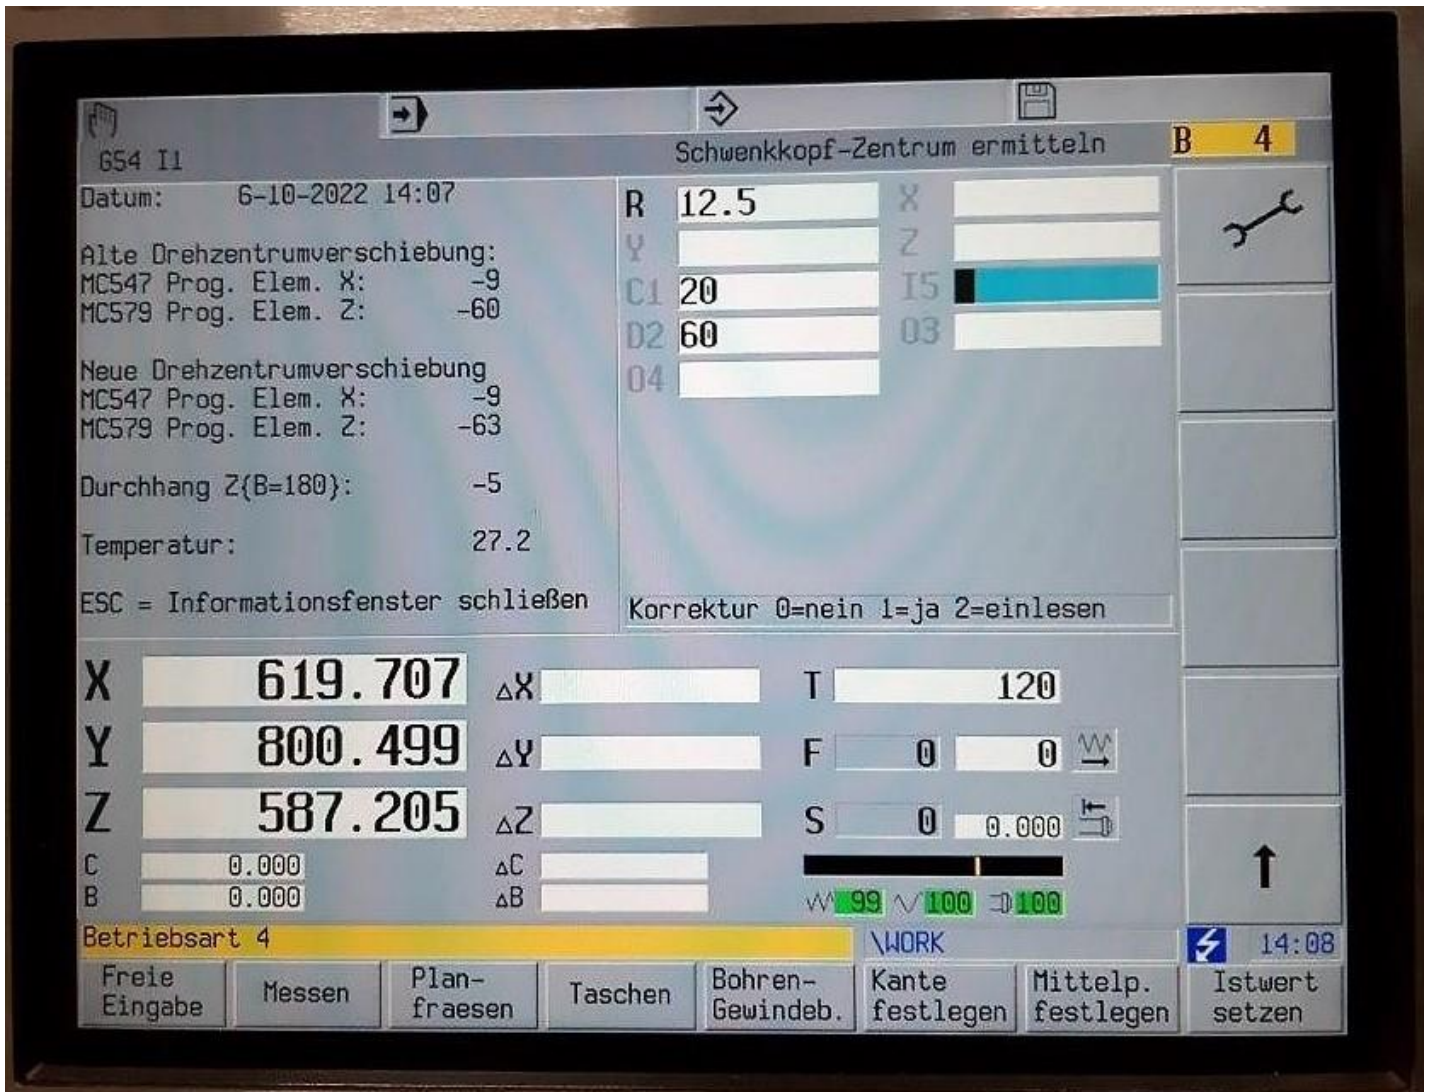 G54 I1
Schwenkkopf-Zentrum ermitteln
B 4
Datum: 6-10-2022 14:07
Alte Drehzentrumverschiebung:
MC547 Prog. Elem. X: -9
MC579 Prog. Elem. Z: -60
Neue Drehzentrumverschiebung
MC547 Prog. Elem. X: -9
MC579 Prog. Elem. Z: -63
Durchhang Z{B=180}: -5
Temperatur: 27.2
ESC = Informationsfenster schließen
R 12.5 X
Y Z
C1 20 I5
D2 60 O3
O4
Korrektur 0=nein 1=ja 2=einlesen
X 619.707 △X T 120
Y 800.499 △Y F 0 0
Z 587.205 △Z S 0 0.000
C 0.000 △C
B 0.000 △B 99 100 100
Betriebsart 4 \WORK 14:08
Freie Eingabe
Messen
Plan-
fraesen
Taschen
Bohren-
Gewindeb.
Kante
festlegen
Mittelp.
festlegen
Istwert
setzen